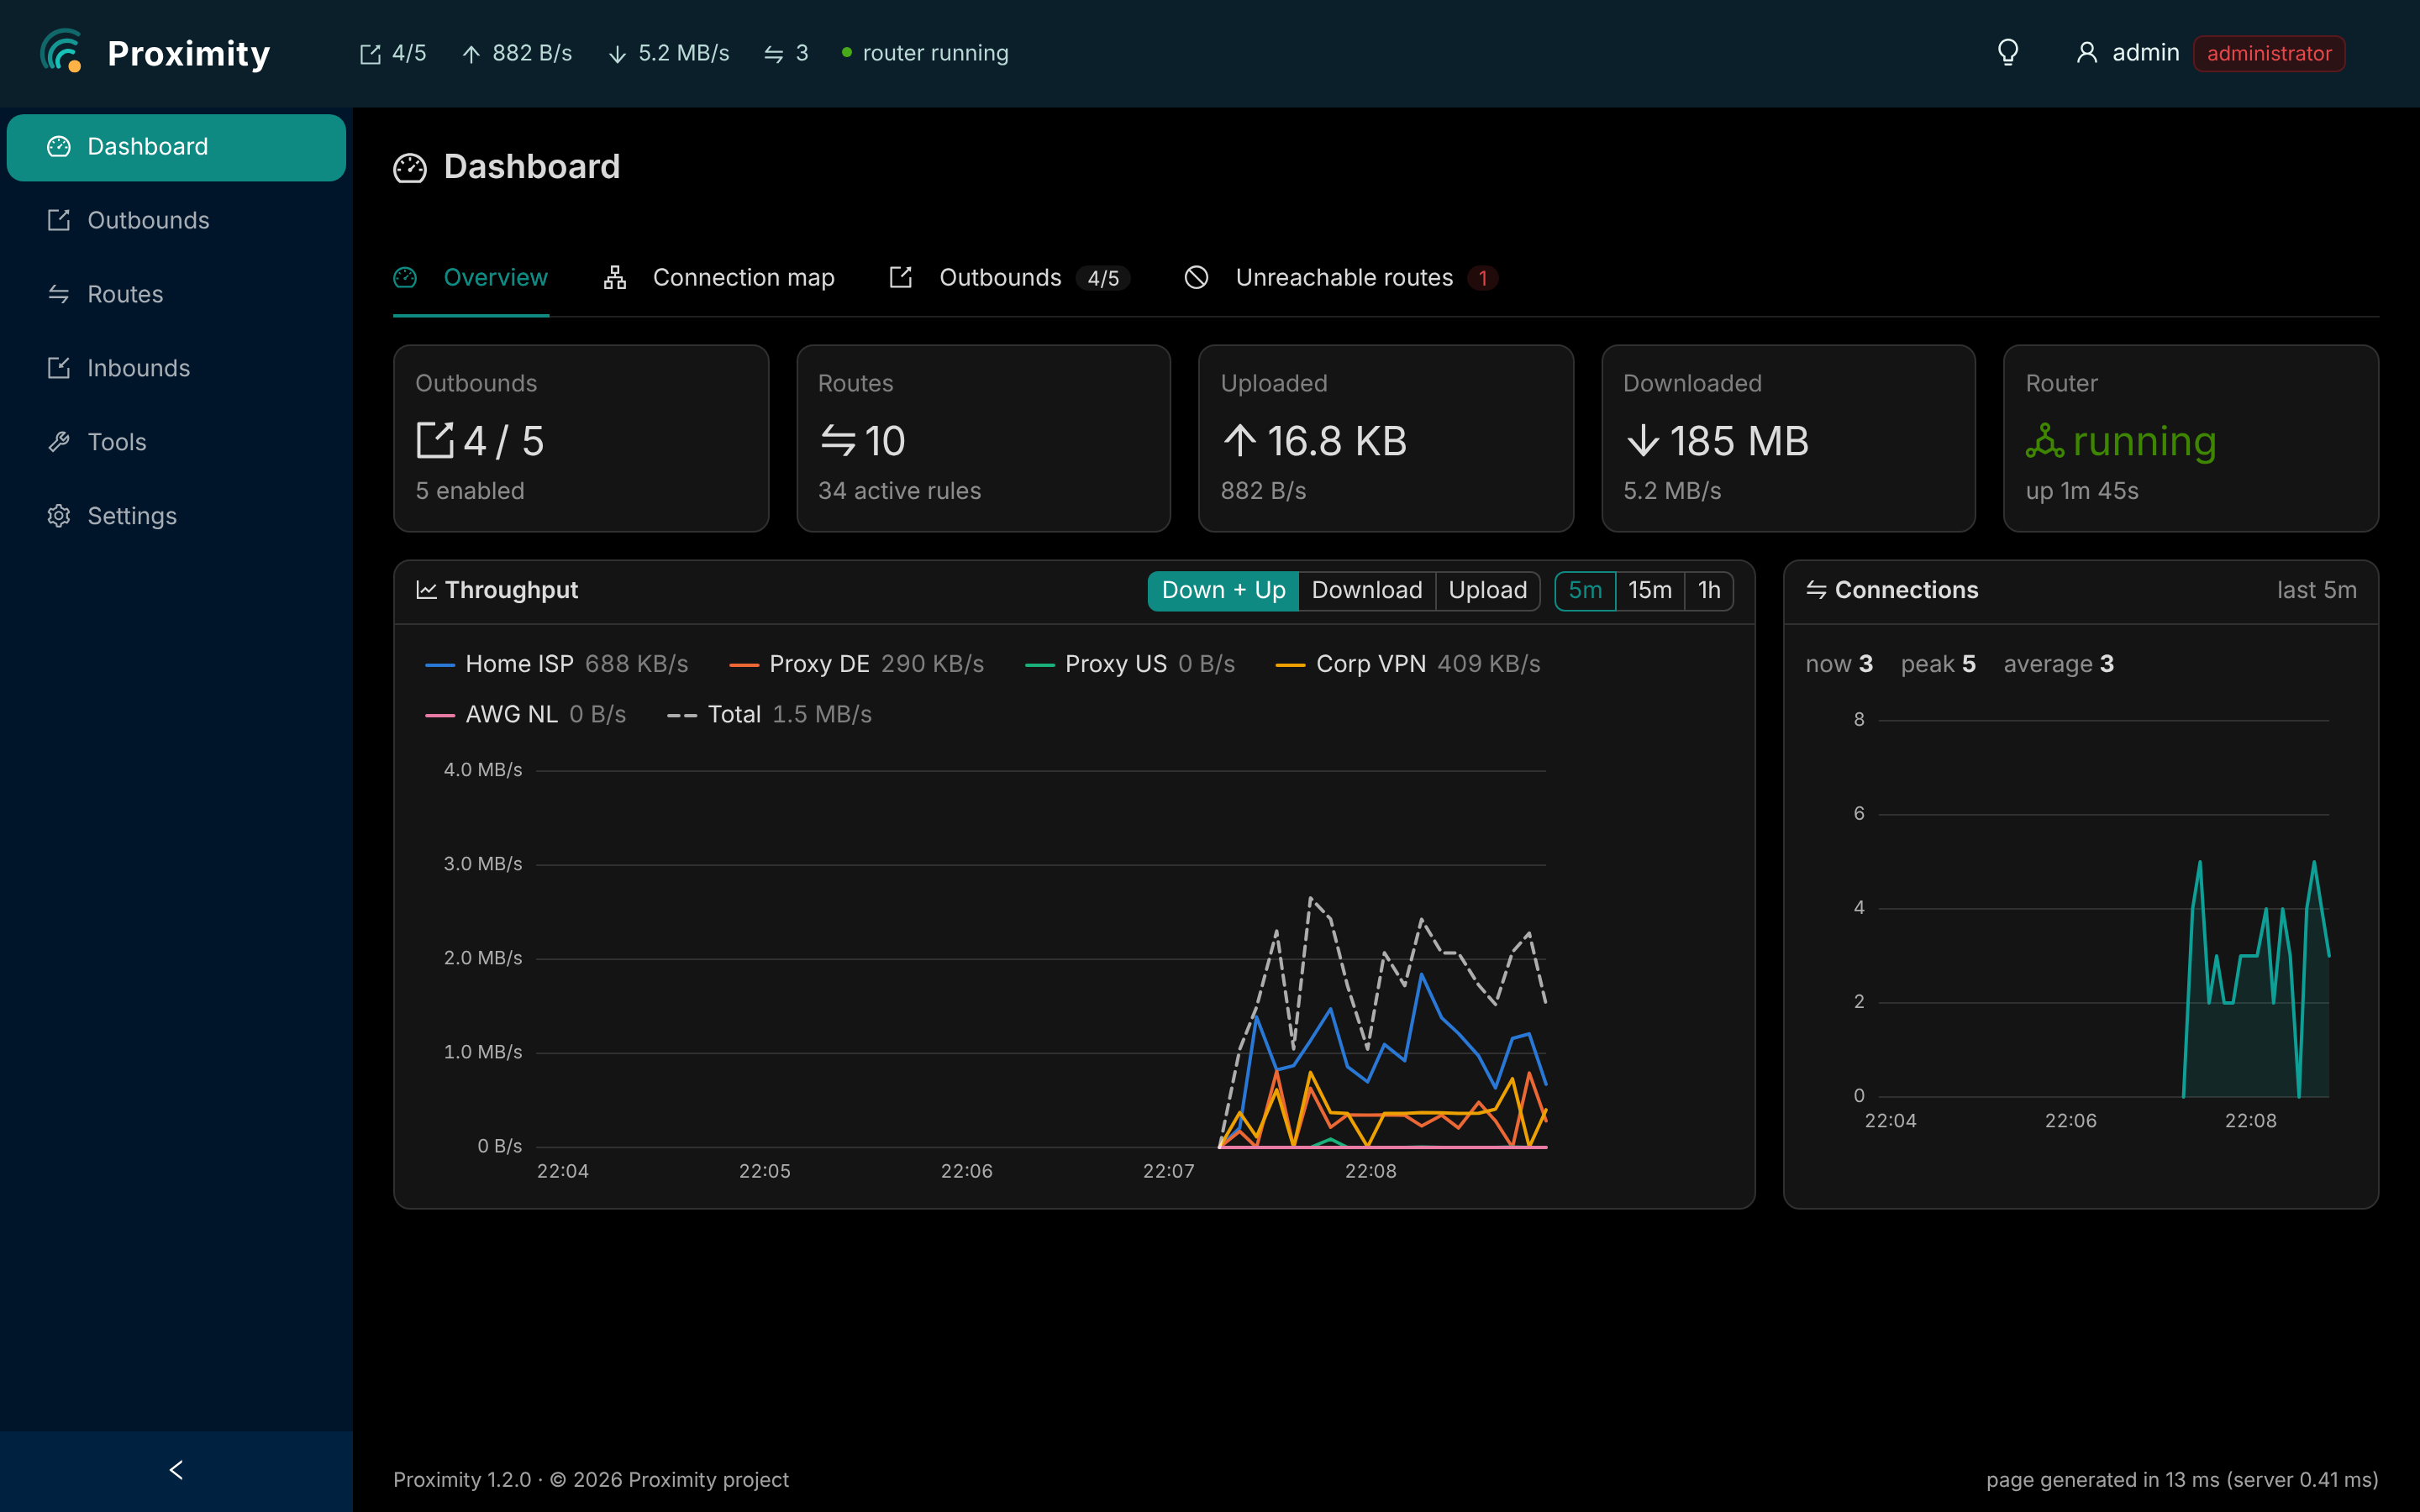 Proximity
4/5 882 B/s 5.2 MB/s 3 router running
admin administrator
Dashboard
Outbounds
Routes
Inbounds
Tools
Settings
Dashboard
Overview Connection map Outbounds 4/5 Unreachable routes 1
Outbounds
4 / 5
5 enabled
Routes
10
34 active rules
Uploaded
16.8 KB
882 B/s
Downloaded
185 MB
5.2 MB/s
Router
running
up 1m 45s
Throughput
Down + Up Download Upload 5m 15m 1h
Home ISP 688 KB/s Proxy DE 290 KB/s Proxy US 0 B/s Corp VPN 409 KB/s
AWG NL 0 B/s Total 1.5 MB/s
4.0 MB/s
3.0 MB/s
2.0 MB/s
1.0 MB/s
0 B/s
22:04 22:05 22:06 22:07 22:08
Connections last 5m
now 3 peak 5 average 3
8
6
4
2
0
22:04 22:06 22:08
Proximity 1.2.0 · © 2026 Proximity project
page generated in 13 ms (server 0.41 ms)